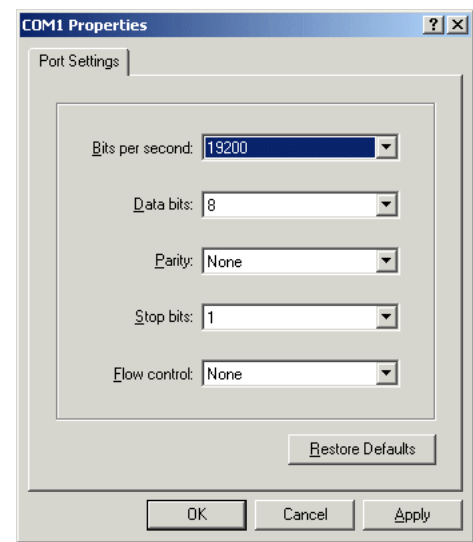 COM1 Properties
Port Settings
Bits per second: 19200
Data bits: 8
Parity: None
Stop bits: 1
Flow control: None
Restore Defaults
OK Cancel Apply